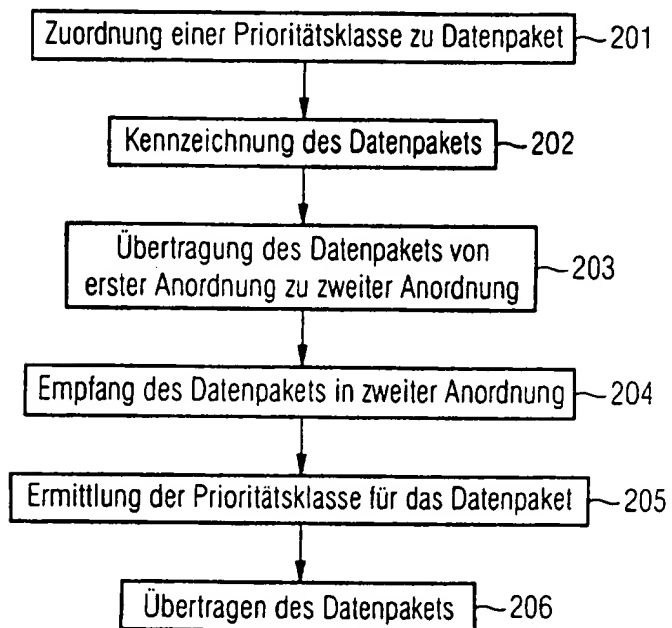 Zuordnung einer Prioritätsklasse zu Datenpaket 201
Kennzeichnung des Datenpakets 202
Übertragung des Datenpakets von
erster Anordnung zu zweiter Anordnung 203
Empfang des Datenpakets in zweiter Anordnung 204
Ermittlung der Prioritätsklasse für das Datenpaket 205
Übertragen des Datenpakets 206